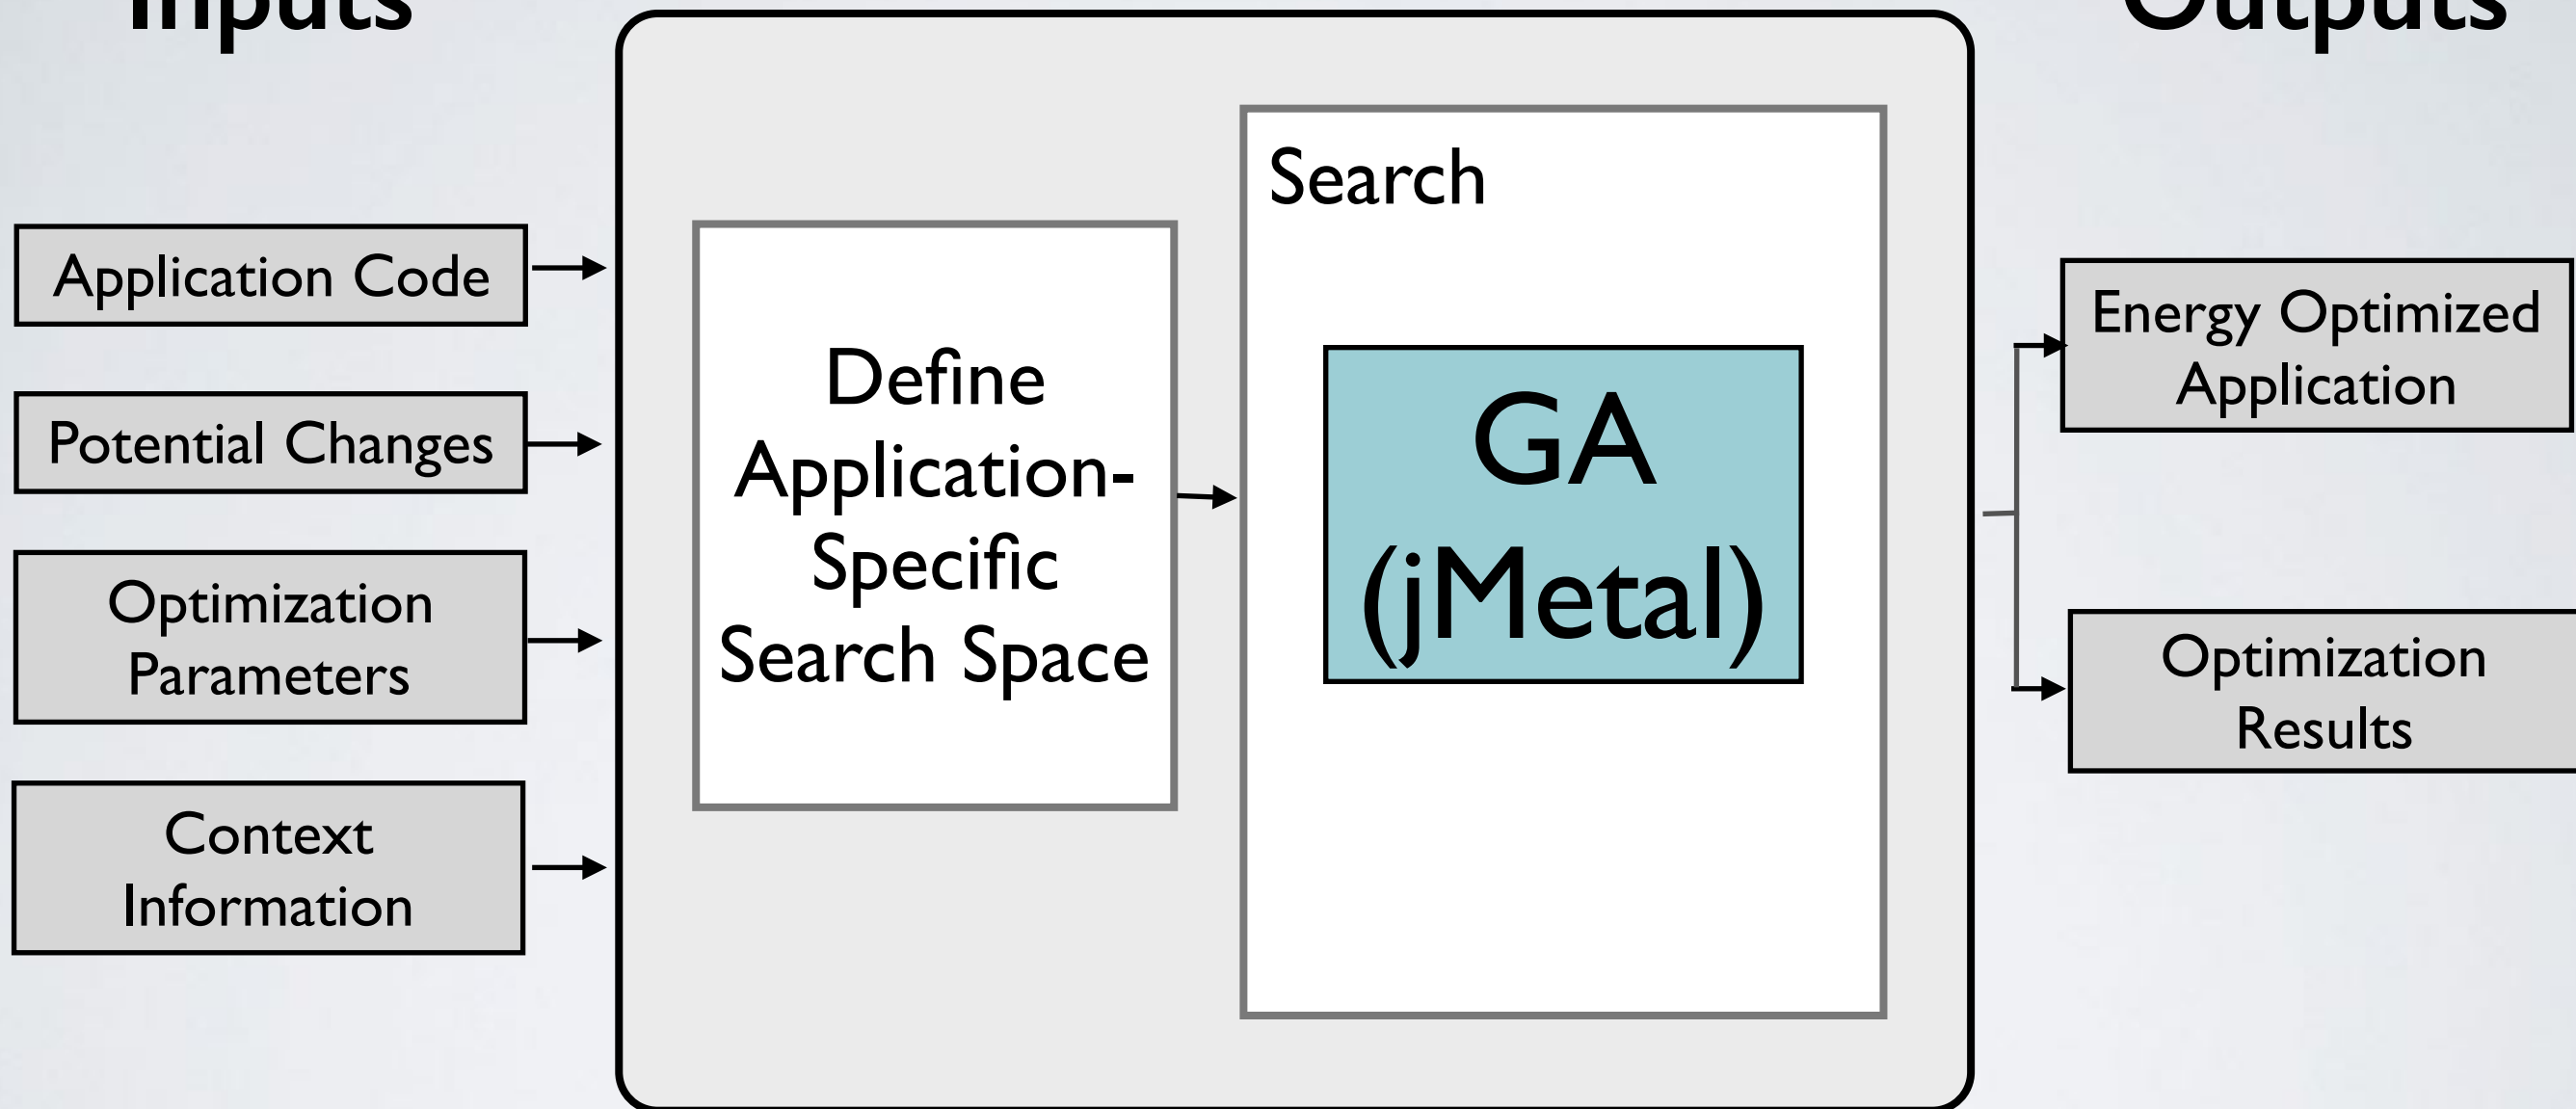 Inputs
Outputs
Application Code
Potential Changes
Optimization
Parameters
Context
Information
Define
Application-
Specific
Search Space
Search
GA
(jMetal)
Energy Optimized
Application
Optimization
Results